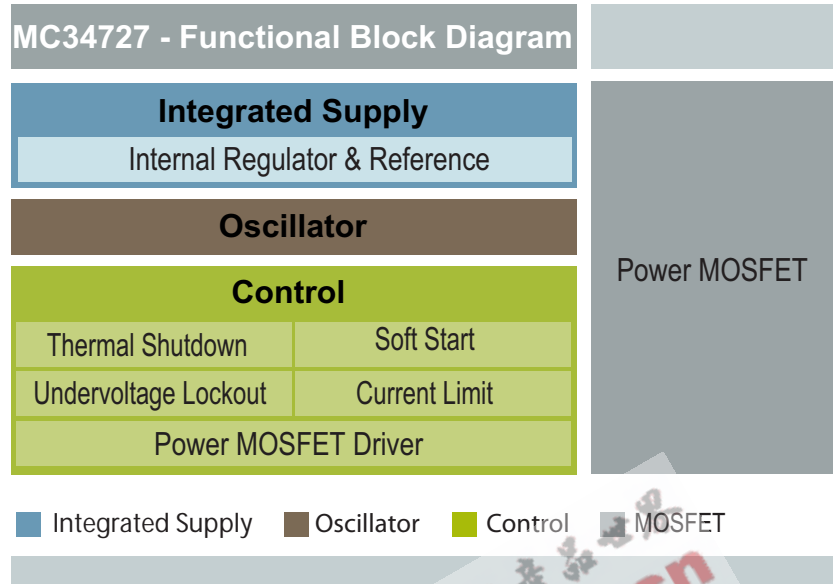 MC34727 - Functional Block Diagram
Integrated Supply
Internal Regulator & Reference
Oscillator
Control
Thermal Shutdown
Soft Start
Undervoltage Lockout
Current Limit
Power MOSFET Driver
Power MOSFET
Integrated Supply
Oscillator
Control
MOSFET